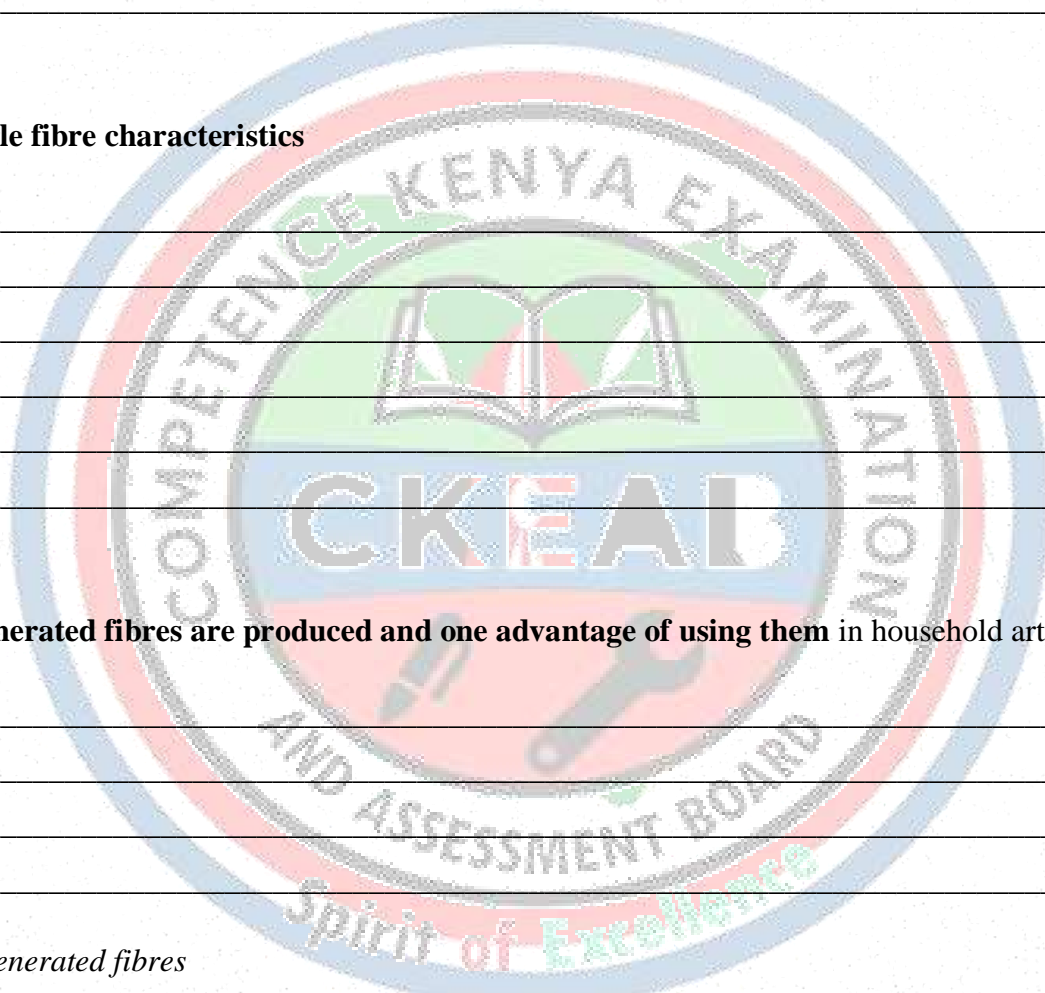 le fibre characteristics
COMPETENCE KENYA EXAMINATION
CKEAB
nerated fibres are produced and one advantage of using them in household art
AND ASSESSMENT BOARD
Spirit of Excellence
enerated fibres